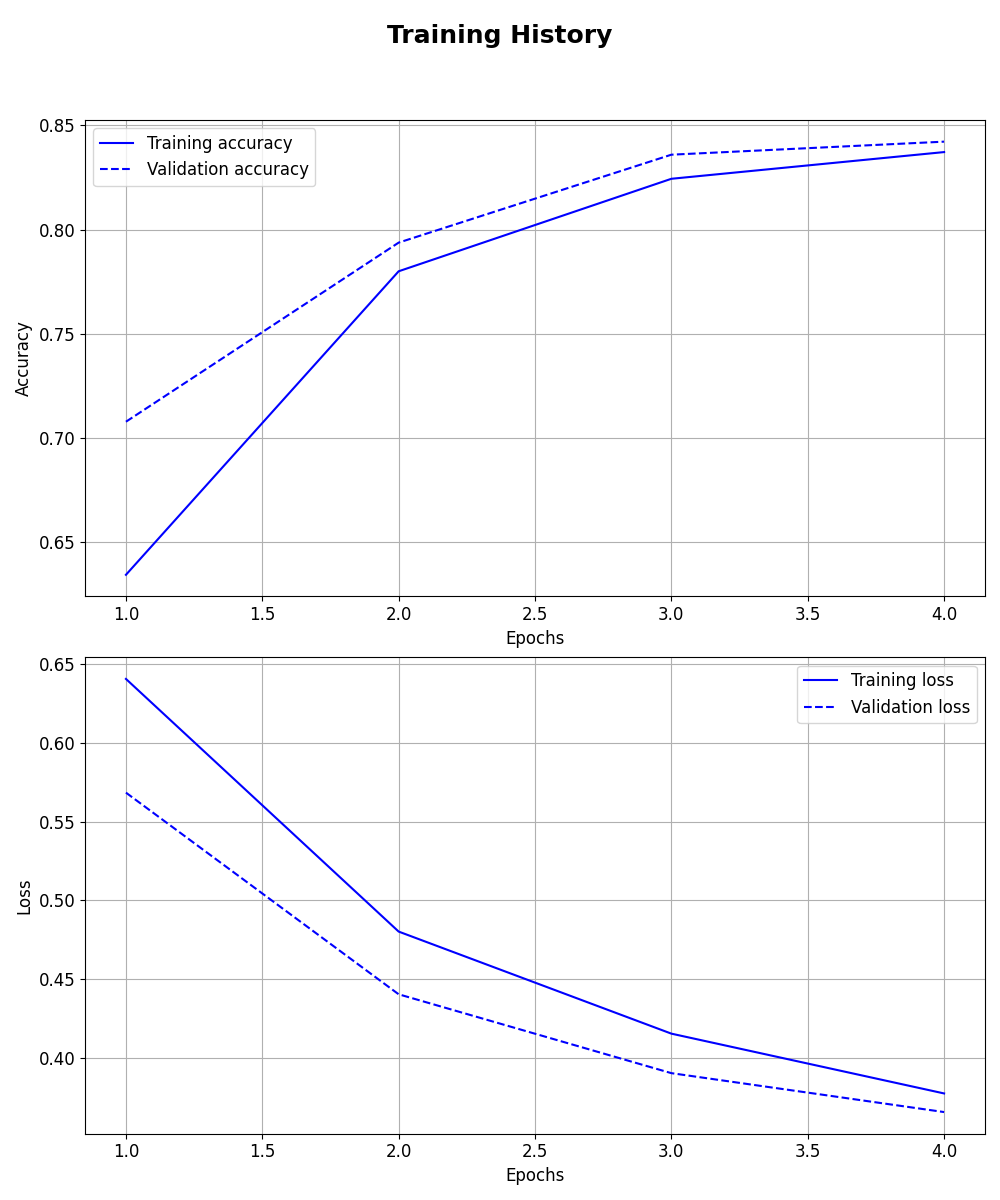 Training History
0.85
0.80
0.75
0.70
0.65
Accuracy
Training accuracy
Validation accuracy
1.0 1.5 2.0 2.5 3.0 3.5 4.0
Epochs
0.65
0.60
0.55
0.50
0.45
0.40
Loss
Training loss
Validation loss
1.0 1.5 2.0 2.5 3.0 3.5 4.0
Epochs